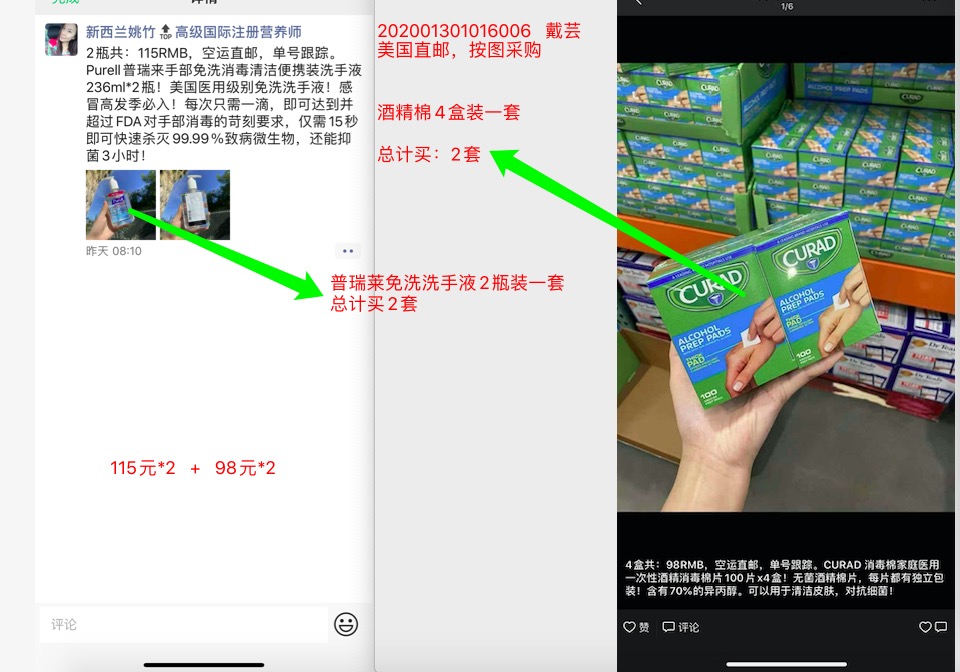 详情
新西兰姚竹 TOP 高级国际注册营养师
2瓶共：115RMB，空运直邮，单号跟踪。
Purell普瑞来手部免洗消毒清洁便携装洗手液
236ml*2瓶！美国医用级别免洗洗手液！感
冒高发季必入！每次只需一滴，即可达到并
超过FDA对手部消毒的苛刻要求，仅需15秒
即可快速杀灭99.99%致病微生物，还能抑
菌3小时！
昨天 08:10
普瑞莱免洗洗手液2瓶装一套
总计买2套
115元*2 + 98元*2
评论
202001301016006 戴芸
美国直邮，按图采购
酒精棉4盒装一套
总计买：2套
1/6
CURAD
ALCOHOL
PREP PADS
THICK
PAD
100
CURAD
ALCOHOL
PREP PADS
THICK
PAD
100
4盒共：98RMB，空运直邮，单号跟踪。CURAD 消毒棉家庭医用
一次性酒精消毒棉片100片x4盒！无菌酒精棉片，每片都有独立包
装！含有70%的异丙醇。可以用于清洁皮肤，对抗细菌！
赞 评论